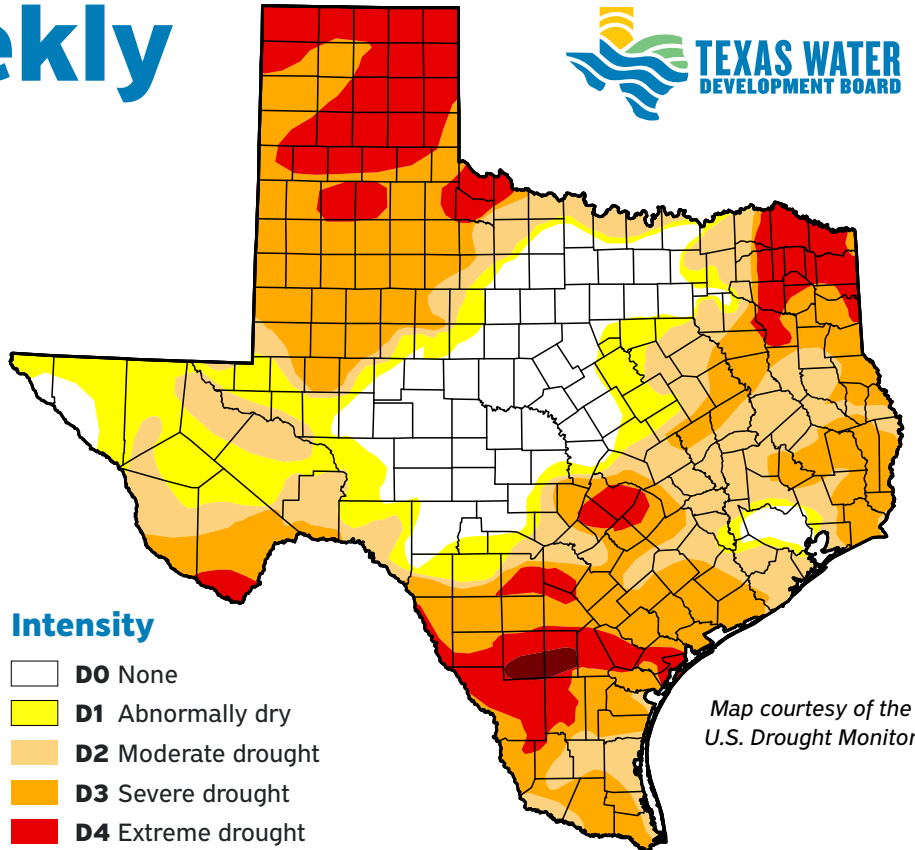 ekly
TEXAS WATER
DEVELOPMENT BOARD
Intensity
D0 None
D1 Abnormally dry
D2 Moderate drought
D3 Severe drought
D4 Extreme drought
Map courtesy of the
U.S. Drought Monitor